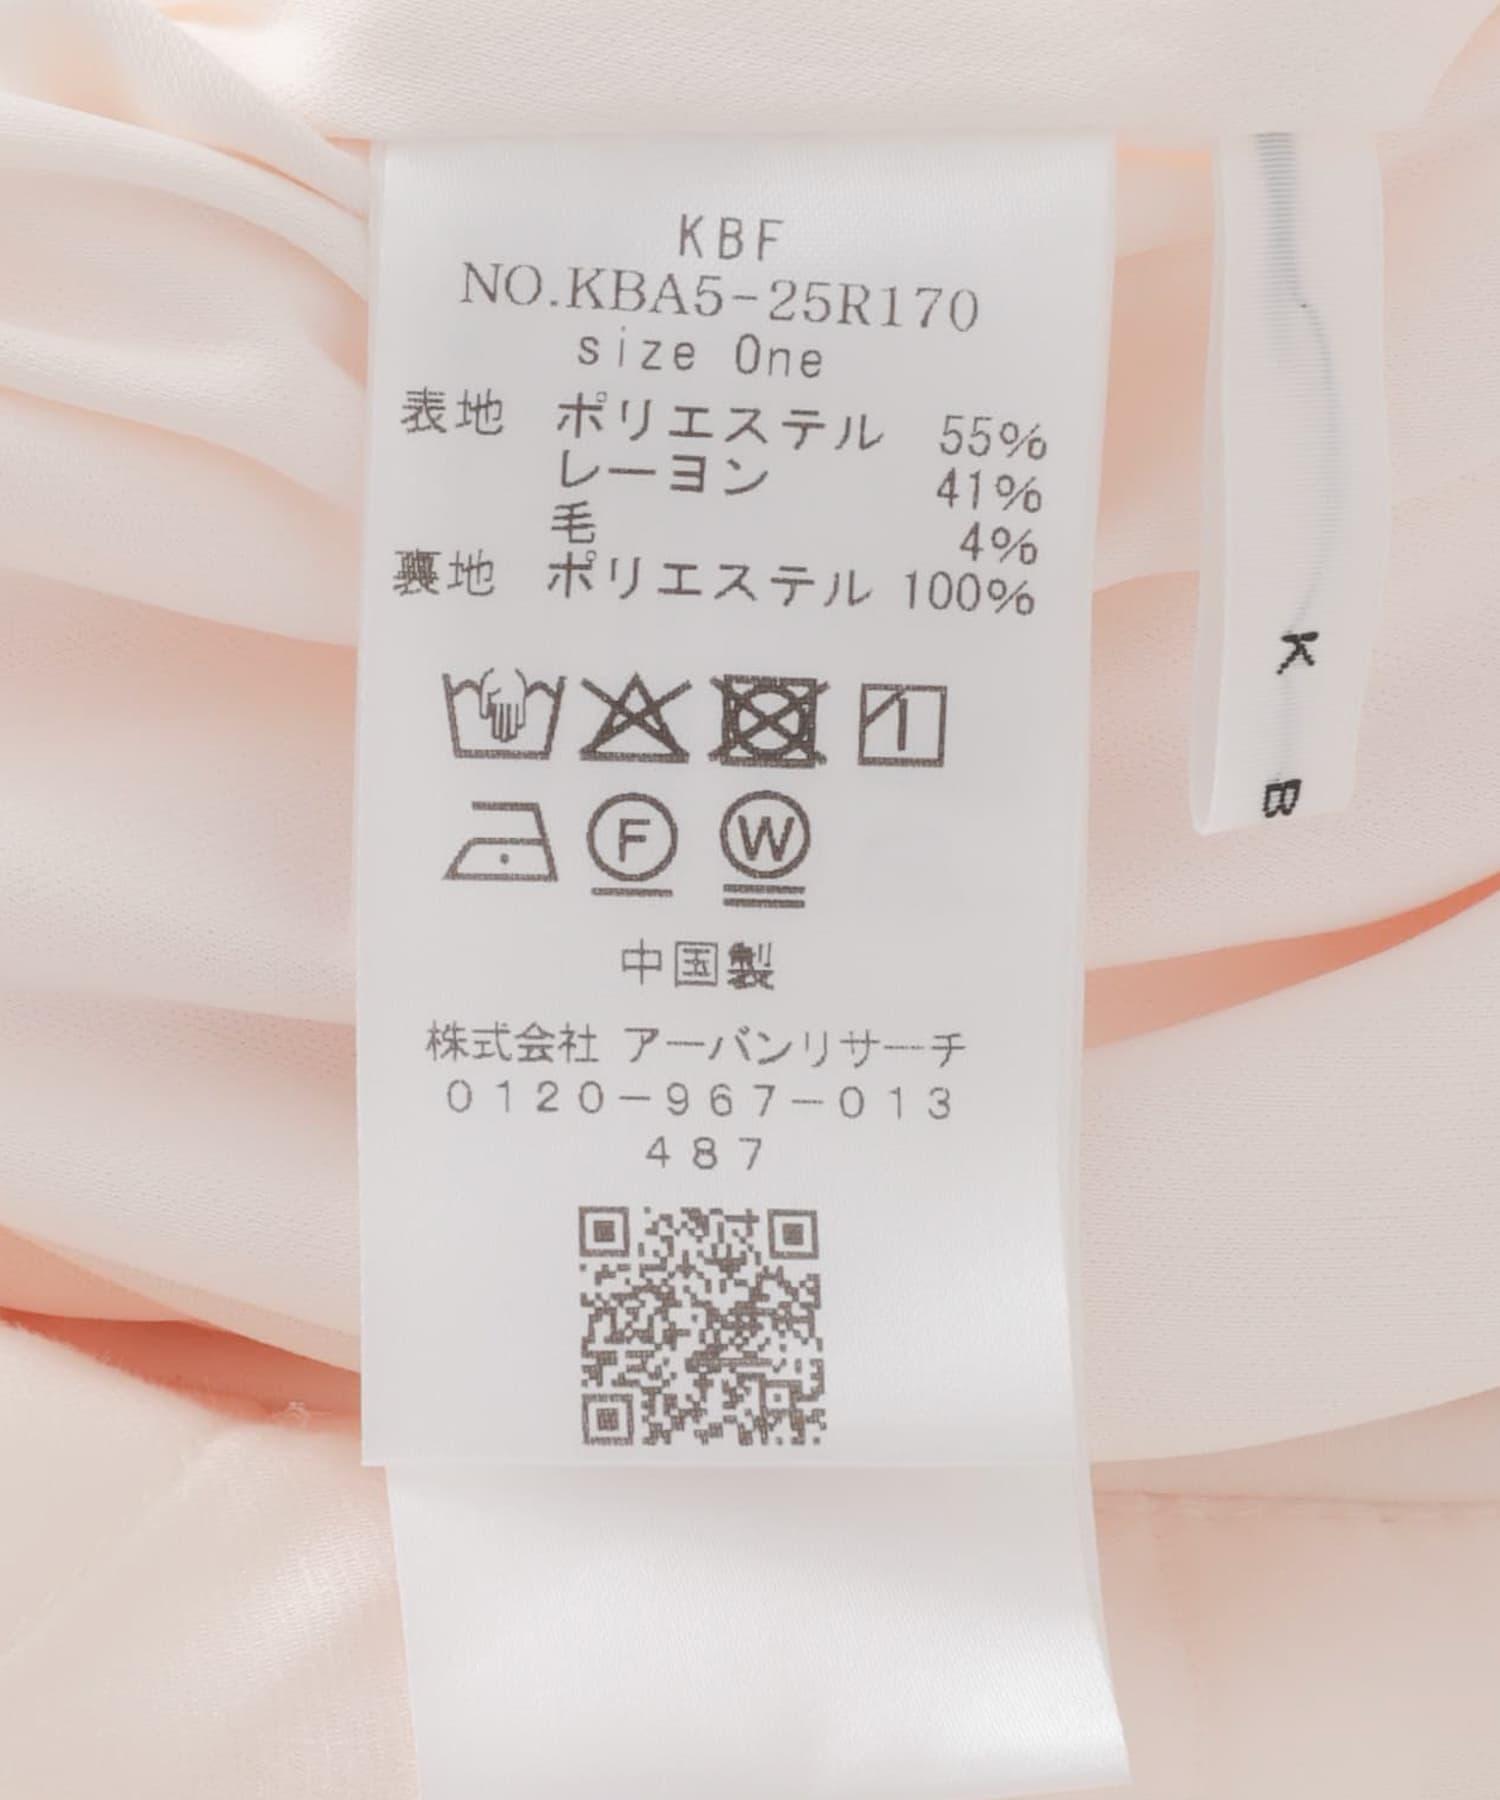 KBF
NO.KBA5-25R170
size One
表地 ポリエステル 55%
レーヨン 41%
毛 4%
裏地 ポリエステル 100%
F W
中国製
株式会社 アーバンリサーチ
0120-967-013
487
K B